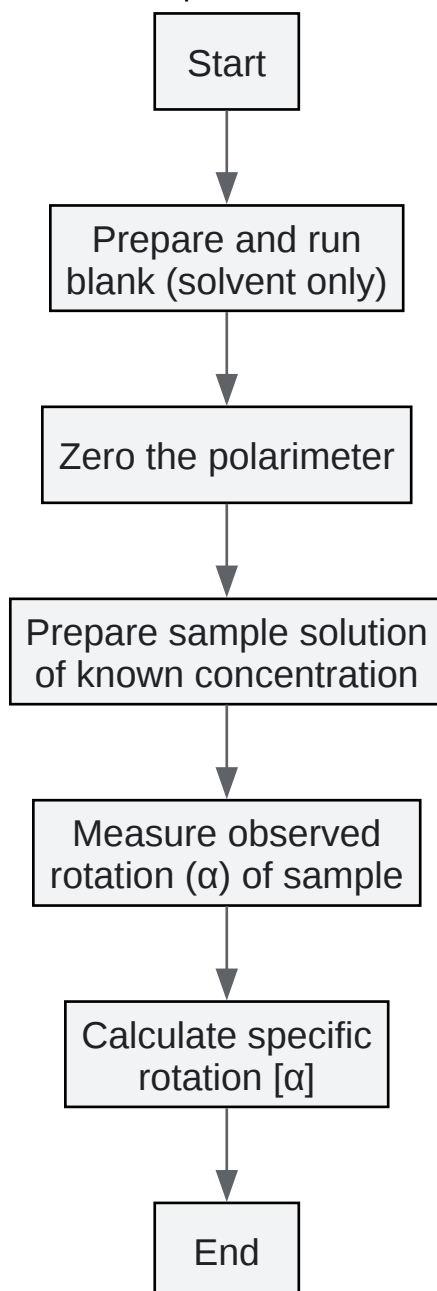 Start
Prepare and run
blank (solvent only)
Zero the polarimeter
Prepare sample solution
of known concentration
Measure observed
rotation (α) of sample
Calculate specific
rotation [α]
End